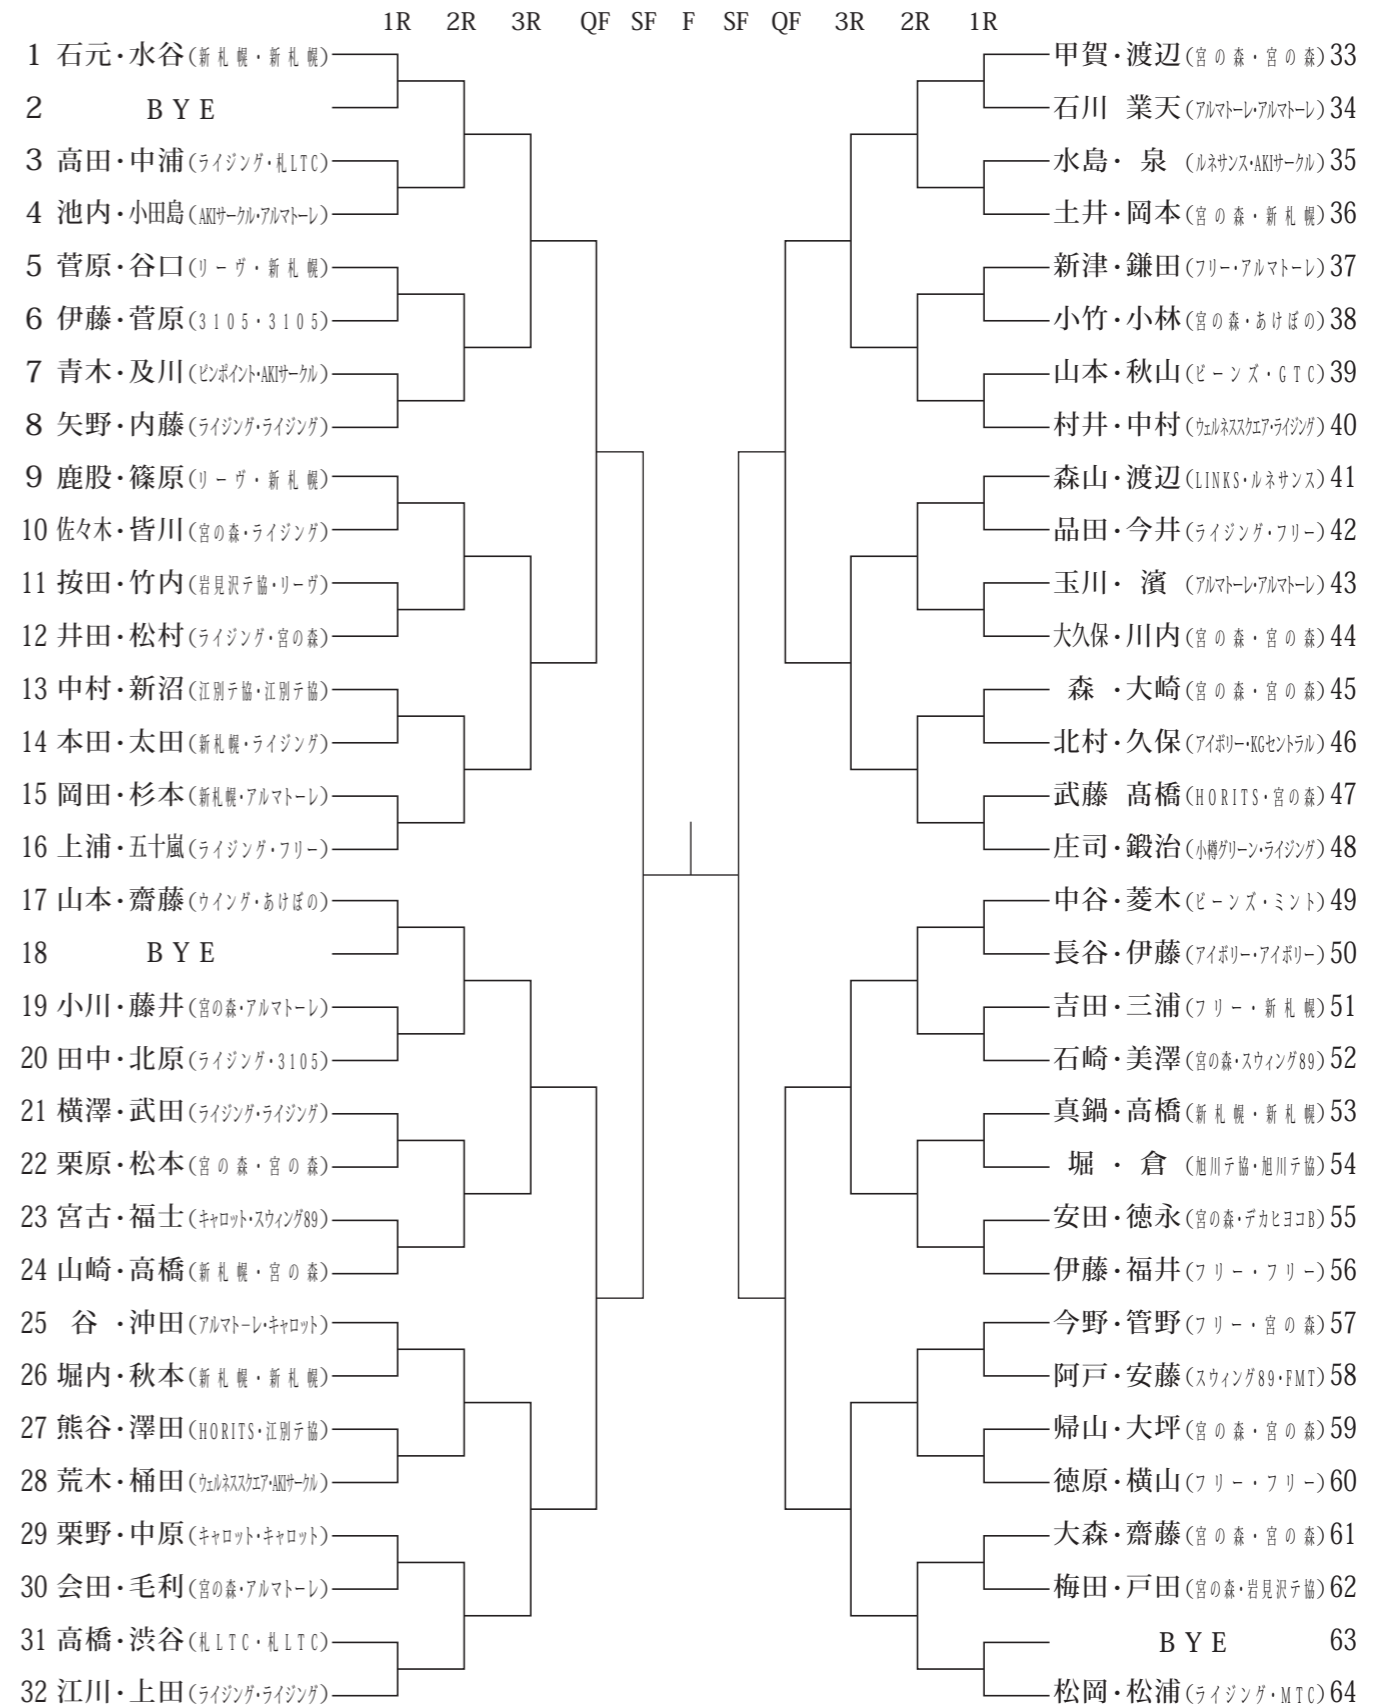 1R 2R 3R QF SF F SF QF 3R 2R 1R
1 石元・水谷(新札幌・新札幌)
2 BYE
3 高田・中浦(ライジング・札LTC)
4 池内・小田島(AKIサークル・アルマトーレ)
5 菅原・谷口(リーヴ・新札幌)
6 伊藤・菅原(3105・3105)
7 青木・及川(ピンポイント・AKIサークル)
8 矢野・内藤(ライジング・ライジング)
9 鹿股・篠原(リーヴ・新札幌)
10 佐々木・皆川(宮の森・ライジング)
11 按田・竹内(岩見沢テ協・リーヴ)
12 井田・松村(ライジング・宮の森)
13 中村・新沼(江別テ協・江別テ協)
14 本田・太田(新札幌・ライジング)
15 岡田・杉本(新札幌・アルマトーレ)
16 上浦・五十嵐(ライジング・フリー)
17 山本・齋藤(ウイング・あけぼの)
18 BYE
19 小川・藤井(宮の森・アルマトーレ)
20 田中・北原(ライジング・3105)
21 横澤・武田(ライジング・ライジング)
22 栗原・松本(宮の森・宮の森)
23 宮古・福士(キャロット・スウィング89)
24 山崎・高橋(新札幌・宮の森)
25 谷・沖田(アルマトーレ・キャロット)
26 堀内・秋本(新札幌・新札幌)
27 熊谷・澤田(HORITS・江別テ協)
28 荒木・桶田(ウェルネススクエア・AKIサークル)
29 栗野・中原(キャロット・キャロット)
30 会田・毛利(宮の森・アルマトーレ)
31 高橋・渋谷(札LTC・札LTC)
32 江川・上田(ライジング・ライジング)
甲賀・渡辺(宮の森・宮の森)33
石川 業天(アルマトーレ・アルマトーレ)34
水島・泉(ルネサンス・AKIサークル)35
土井・岡本(宮の森・新札幌)36
新津・鎌田(フリー・アルマトーレ)37
小竹・小林(宮の森・あけぼの)38
山本・秋山(ビーンズ・GTC)39
村井・中村(ウェルネススクエア・ライジング)40
森山・渡辺(LINKS・ルネサンス)41
品田・今井(ライジング・フリー)42
玉川・濱(アルマトーレ・アルマトーレ)43
大久保・川内(宮の森・宮の森)44
森・大崎(宮の森・宮の森)45
北村・久保(アイボリー・KGセントラル)46
武藤 髙橋(HORITS・宮の森)47
庄司・鍛治(小樽グリーン・ライジング)48
中谷・菱木(ビーンズ・ミント)49
長谷・伊藤(アイボリー・アイボリー)50
吉田・三浦(フリー・新札幌)51
石崎・美澤(宮の森・スウィング89)52
真鍋・高橋(新札幌・新札幌)53
堀・倉(旭川テ協・旭川テ協)54
安田・徳永(宮の森・デカヒヨコB)55
伊藤・福井(フリー・フリー)56
今野・管野(フリー・宮の森)57
阿戸・安藤(スウィング89・FMT)58
帰山・大坪(宮の森・宮の森)59
徳原・横山(フリー・フリー)60
大森・齋藤(宮の森・宮の森)61
梅田・戸田(宮の森・岩見沢テ協)62
BYE 63
松岡・松浦(ライジング・MTC)64